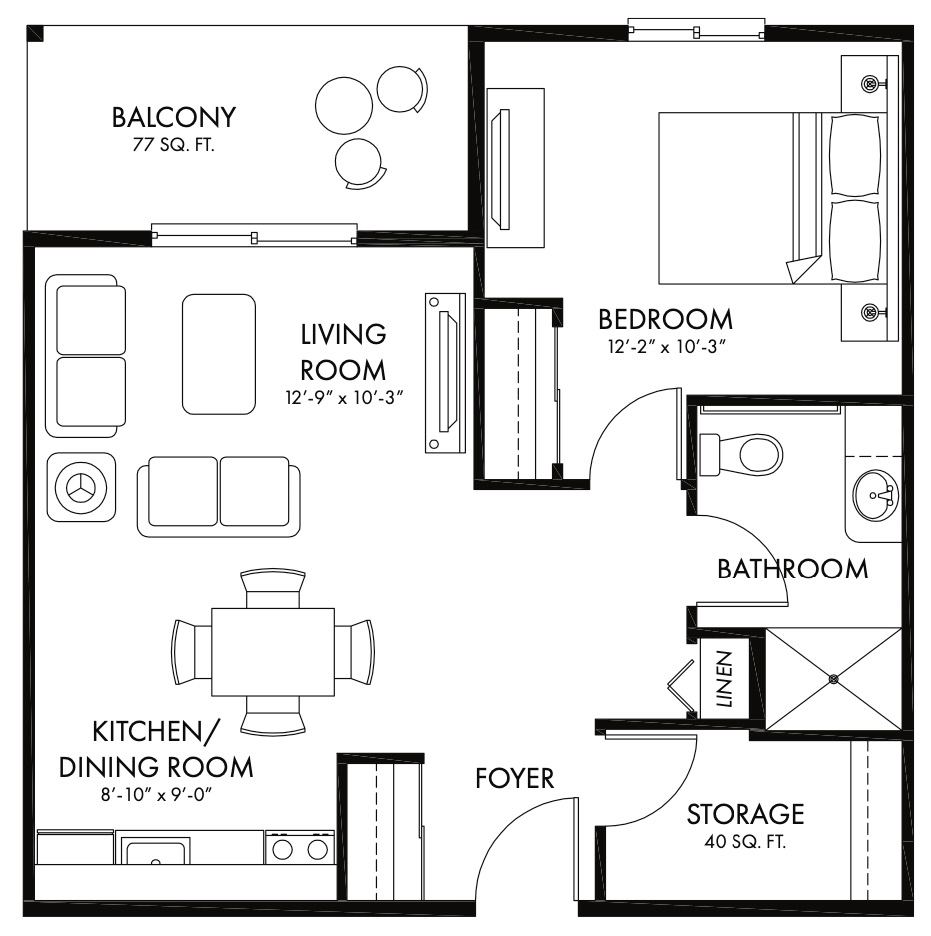 BALCONY
77 SQ. FT.
LIVING
ROOM
12’-9” x 10’-3”
BEDROOM
12’-2” x 10’-3”
BATHROOM
LINEN
KITCHEN/
DINING ROOM
8’-10” x 9’-0”
FOYER
STORAGE
40 SQ. FT.